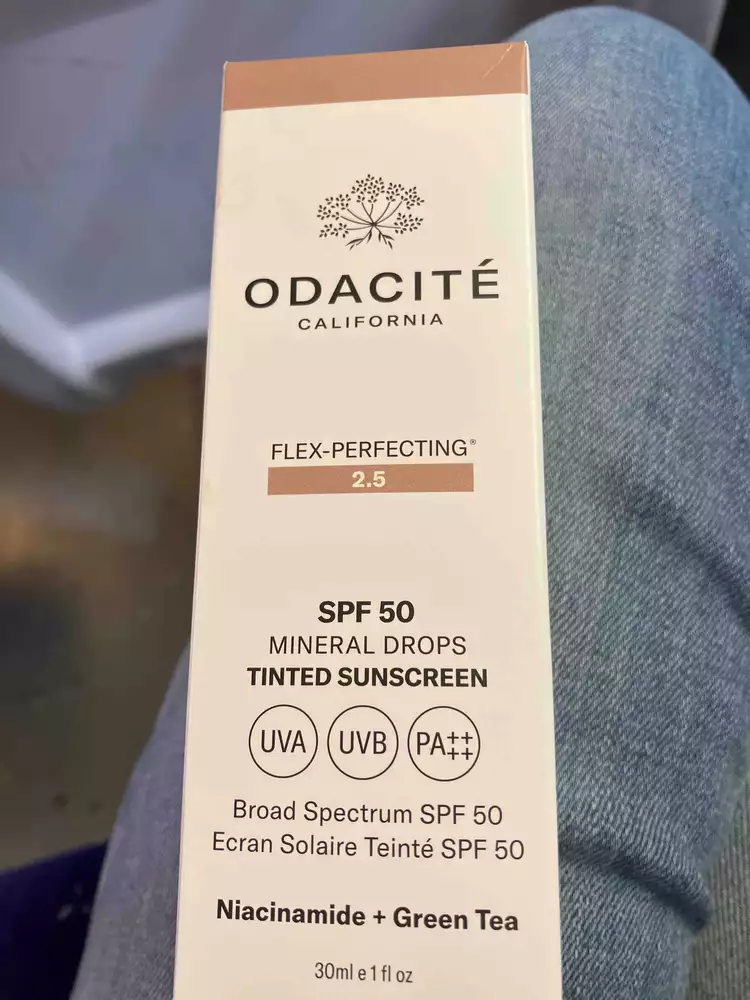 ODACITÉ
CALIFORNIA
FLEX-PERFECTING®
2.5
SPF 50
MINERAL DROPS
TINTED SUNSCREEN
UVA UVB PA++++
Broad Spectrum SPF 50
Ecran Solaire Teinté SPF 50
Niacinamide + Green Tea
30ml e 1 fl oz